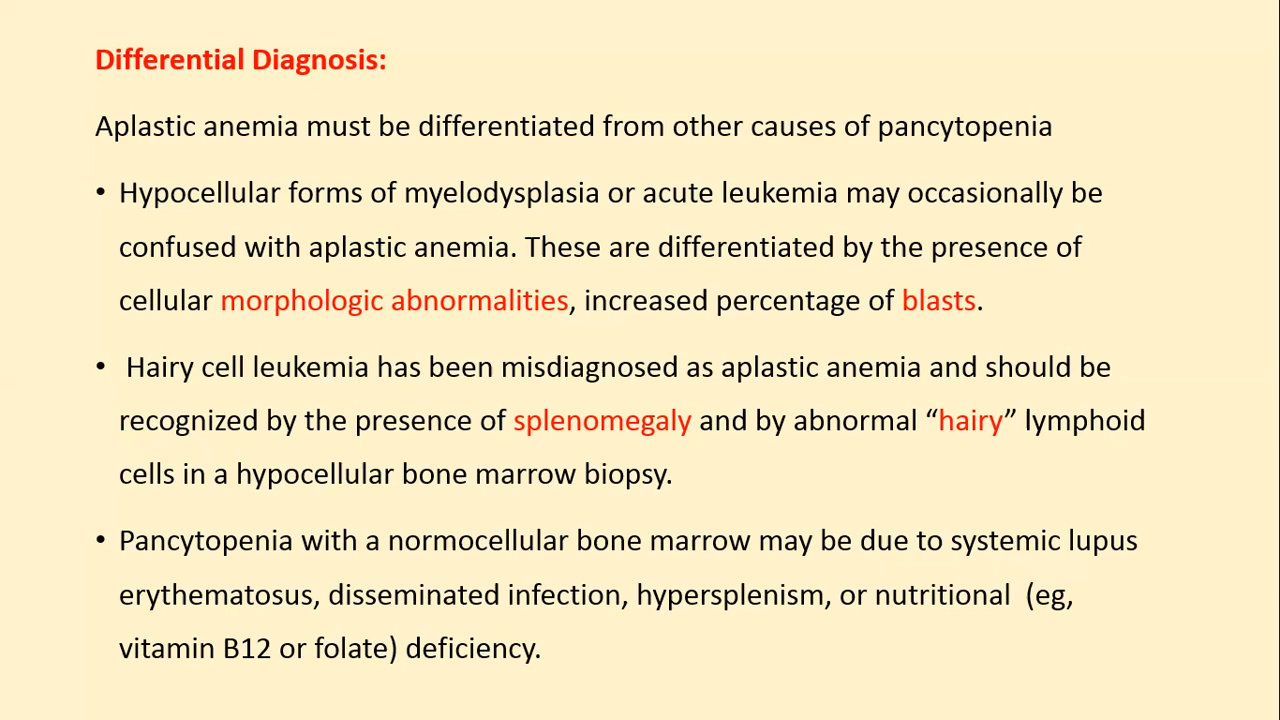 Differential Diagnosis:
Aplastic anemia must be differentiated from other causes of pancytopenia
• Hypocellular forms of myelodysplasia or acute leukemia may occasionally be
confused with aplastic anemia. These are differentiated by the presence of
cellular morphologic abnormalities, increased percentage of blasts.
• Hairy cell leukemia has been misdiagnosed as aplastic anemia and should be
recognized by the presence of splenomegaly and by abnormal “hairy” lymphoid
cells in a hypocellular bone marrow biopsy.
• Pancytopenia with a normocellular bone marrow may be due to systemic lupus
erythematosus, disseminated infection, hypersplenism, or nutritional (eg,
vitamin B12 or folate) deficiency.